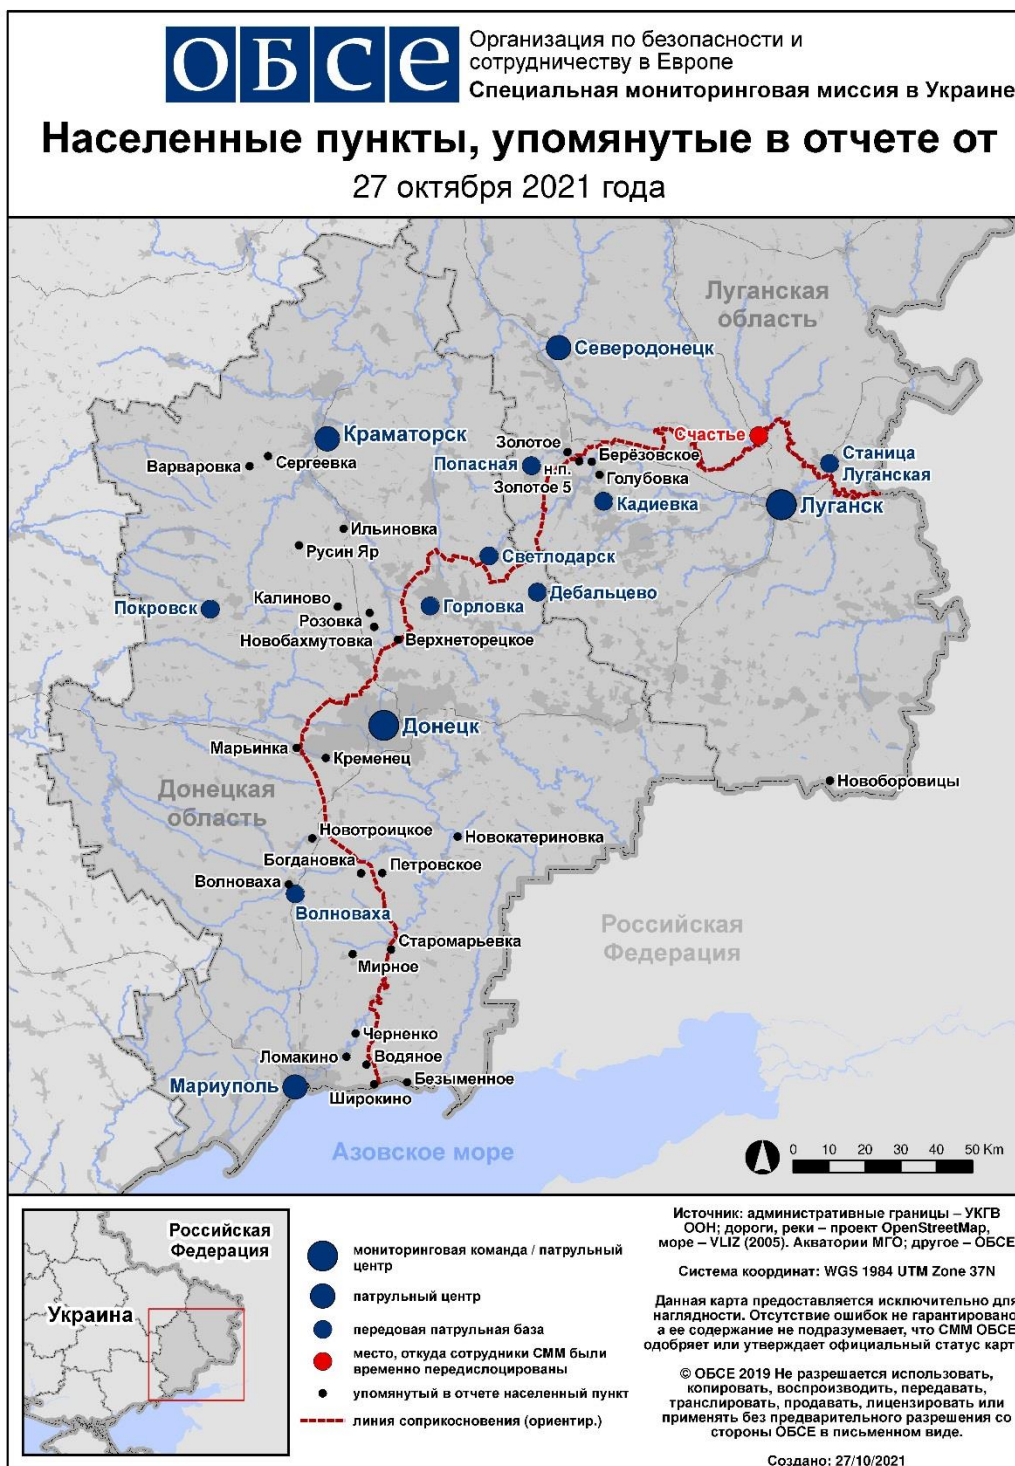 ОБСЕ
Организация по безопасности и
сотрудничеству в Европе
Специальная мониторинговая миссия в Украине
Населенные пункты, упомянутые в отчете от
27 октября 2021 года
Луганская
область
Северодонецк
Счастье
Краматорск
Золотое
Берёзовское
Станица
Луганская
Варваровка
Сергеевка
Попасная
н.п.
Золотое 5
Голубовка
Кадиевка
Луганск
Ильиновка
Русин Яр
Светлодарск
Дебальцево
Покровск
Калиново
Горловка
Розовка
Новобахмутовка
Верхнеторецкое
Донецк
Марьинка
Кременец
Новоборовицы
Донецкая
область
Новотроицкое
Новокатериновка
Богдановка
Петровское
Волноваха
Волноваха
Российская
Федерация
Старомарьевка
Мирное
Черненко
Ломакино
Водяное
Мариуполь
Безыменное
Широкино
Азовское море
0 10 20 30 40 50 Km
Российская
Федерация
Украина
мониторинговая команда / патрульный
центр
патрульный центр
передовая патрульная база
место, откуда сотрудники СММ были
временно передислоцированы
упомянутый в отчете населенный пункт
линия соприкосновения (ориентир.)
Источник: административные границы – УКГВ
ООН; дороги, реки – проект OpenStreetMap,
море – VLIZ (2005). Акватории МГО; другое – ОБСЕ
Система координат: WGS 1984 UTM Zone 37N
Данная карта предоставляется исключительно для
наглядности. Отсутствие ошибок не гарантировано
а ее содержание не подразумевает, что СММ ОБСЕ
одобряет или утверждает официальный статус карт
© ОБСЕ 2019 Не разрешается использовать,
копировать, воспроизводить, передавать,
транслировать, продавать, лицензировать или
применять без предварительного разрешения со
стороны ОБСЕ в письменном виде.
Создано: 27/10/2021